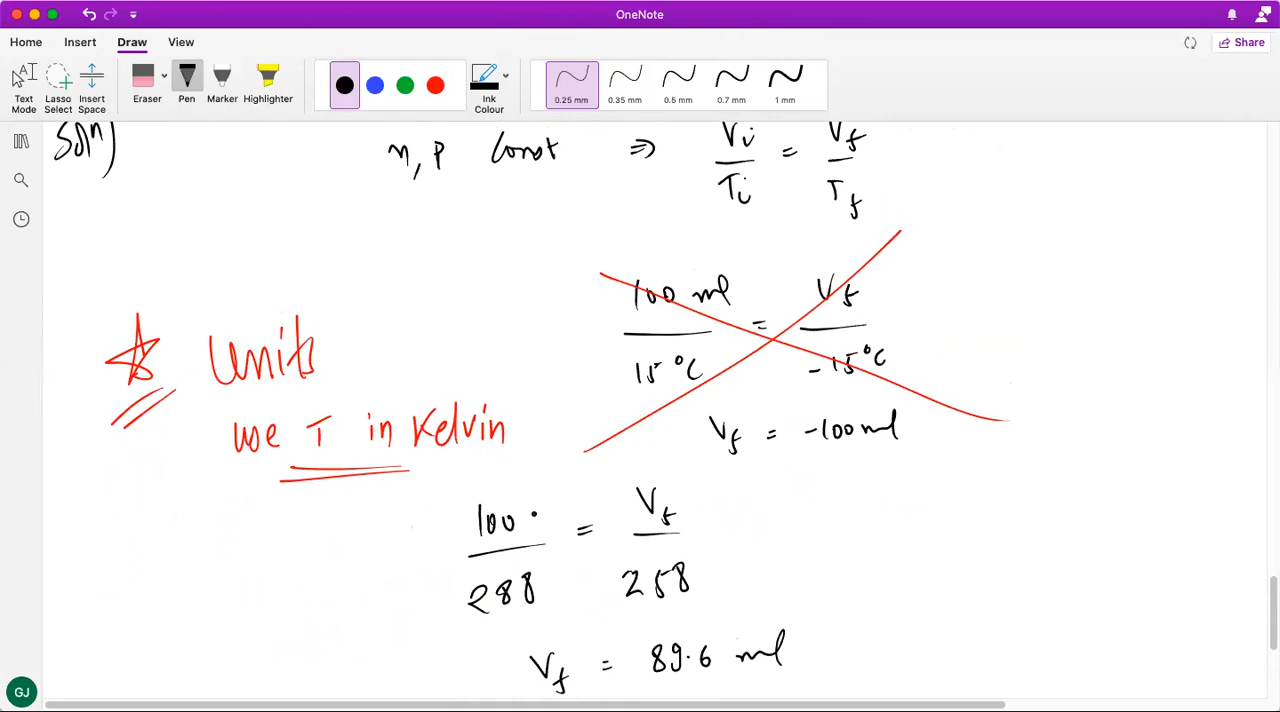 OneNote
Home Insert Draw View
Share
Text Mode
Lasso Select
Insert Space
Eraser
Pen
Marker
Highlighter
Ink Colour
0.25 mm
0.35 mm
0.5 mm
0.7 mm
1 mm
Soln)
n, P Const ⇒ Vi/Ti = Vf/Tf
100 ml/15°C = Vf/-15°C
Units
use T in Kelvin
Vf = -100 ml
100/288 = Vf/258
Vf = 89.6 ml
GJ